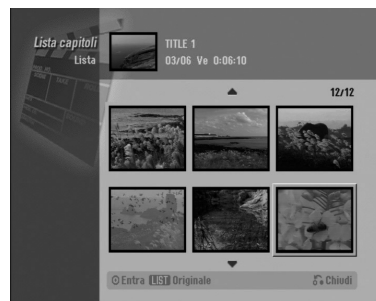 Lista capitoli
Lista
TITLE 1
03/06 Ve 0:06:10
12/12
Entra LIST Originale
Chiudi